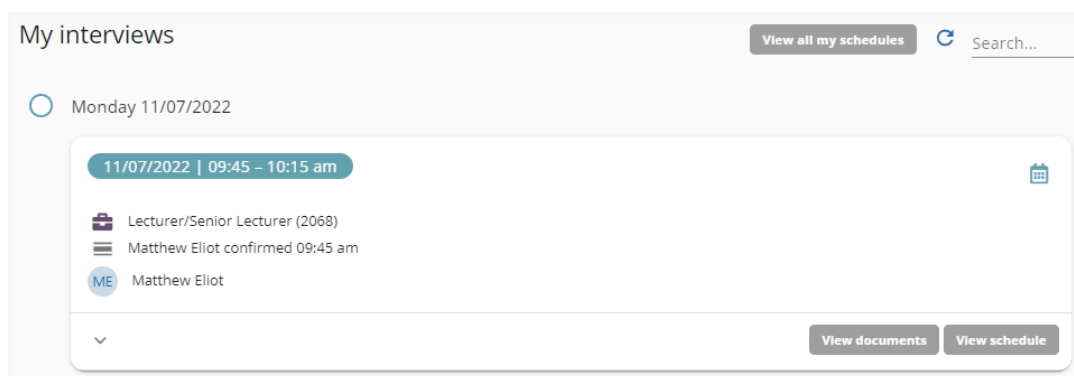 My interviews
View all my schedules
Search...
Monday 11/07/2022
11/07/2022 | 09:45 – 10:15 am
Lecturer/Senior Lecturer (2068)
Matthew Eliot confirmed 09:45 am
ME Matthew Eliot
View documents View schedule